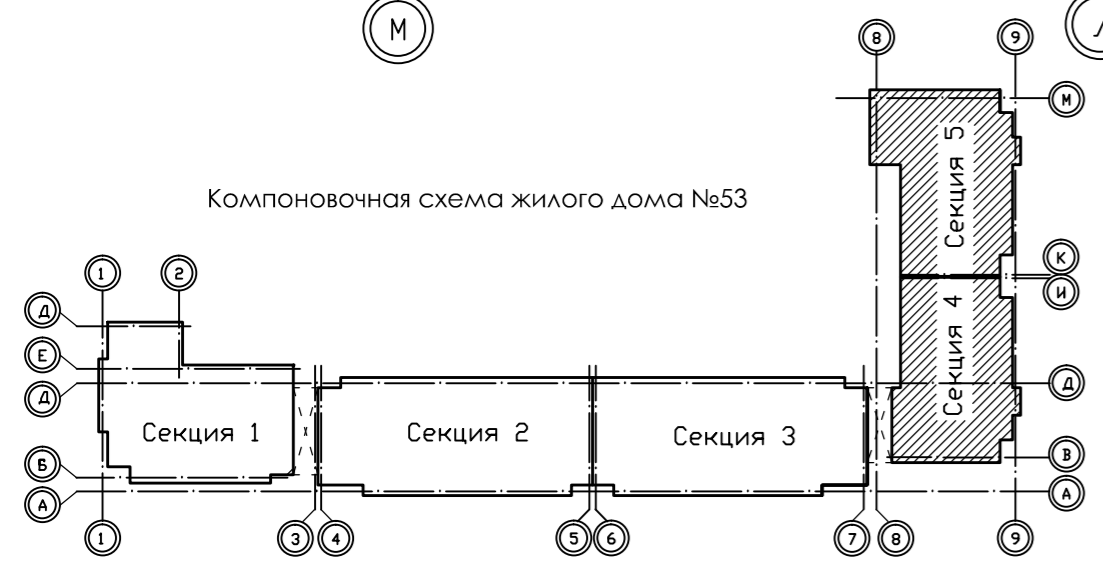 М
8
9
М
Компоновочная схема жилого дома №53
Секция 5
1
2
К
И
Д
Е
Д
Секция 4
Д
Секция 1
Секция 2
Секция 3
Б
В
А
А
1
3
4
5
6
7
8
9